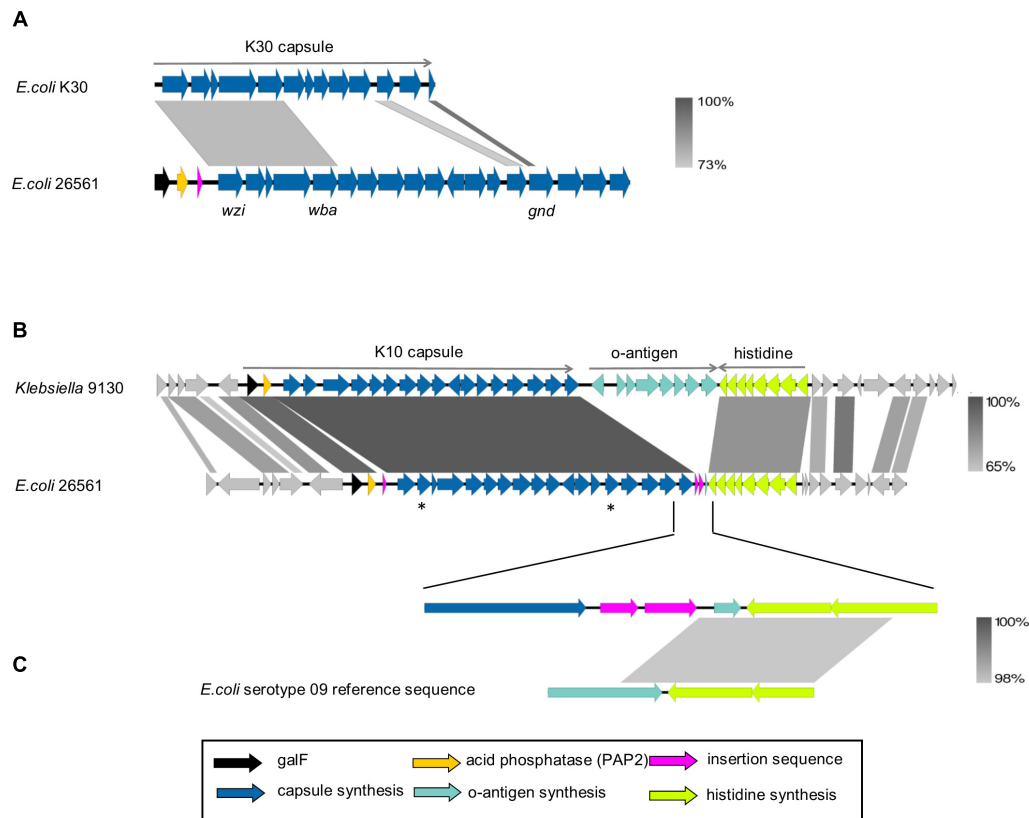 A
K30 capsule
E.coli K30
100%
73%
E.coli 26561
wzi wba gnd
B
K10 capsule o-antigen histidine
Klebsiella 9130
100%
65%
E.coli 26561
* *
100%
98%
C
E.coli serotype 09 reference sequence
galF acid phosphatase (PAP2) insertion sequence
capsule synthesis o-antigen synthesis histidine synthesis